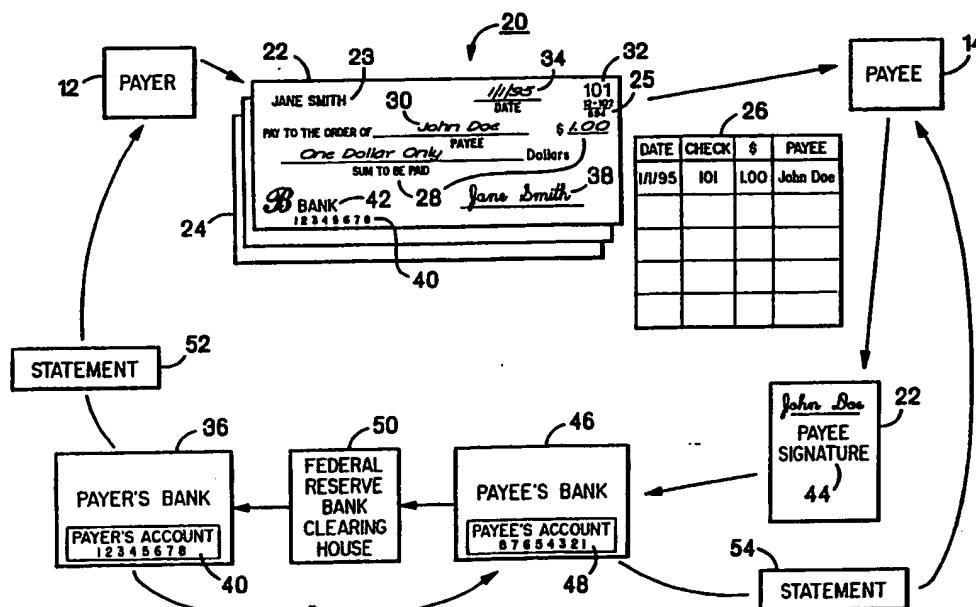 20
12
PAYER
22
23
34
32
25
14
PAYEE
JANE SMITH
1/1/95
DATE
101
30
PAY TO THE ORDER OF John Doe
PAYEE
$ 1.00
One Dollar Only Dollars
SUM TO BE PAID
B BANK
42
28
Jane Smith
38
12345678
24
40
26
DATE CHECK $ PAYEE
1/1/95 101 1.00 John Doe
STATEMENT
52
36
PAYER'S BANK
PAYER'S ACCOUNT
12345678
40
50
FEDERAL
RESERVE
BANK
CLEARING
HOUSE
46
PAYEE'S BANK
PAYEE'S ACCOUNT
87654321
48
John Doe
22
PAYEE
SIGNATURE
44
54
STATEMENT